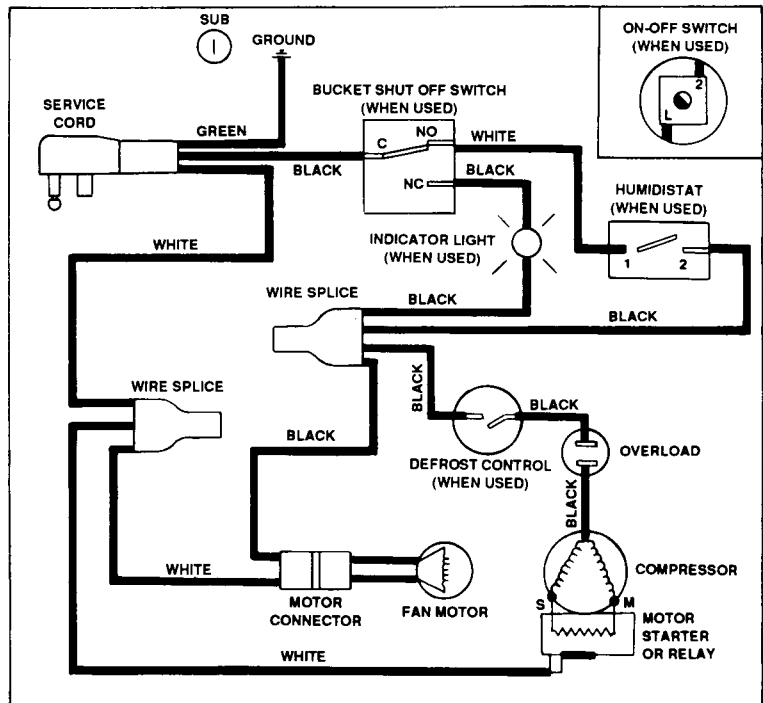 SUB
I
GROUND
ON-OFF SWITCH
(WHEN USED)
2
L
BUCKET SHUT OFF SWITCH
(WHEN USED)
SERVICE
CORD
GREEN
NO
C
WHITE
BLACK
NC
BLACK
HUMIDISTAT
(WHEN USED)
1
2
WHITE
INDICATOR LIGHT
(WHEN USED)
WIRE SPLICE
BLACK
BLACK
WIRE SPLICE
BLACK
BLACK
BLACK
DEFROST CONTROL
(WHEN USED)
OVERLOAD
BLACK
WHITE
MOTOR
CONNECTOR
FAN MOTOR
COMPRESSOR
S
M
MOTOR
STARTER
OR RELAY
WHITE